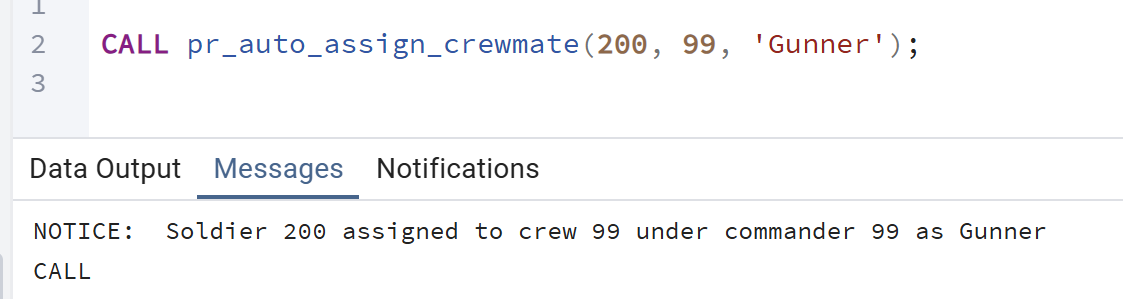 1
2 CALL pr_auto_assign_crewmate(200, 99, 'Gunner');
3
Data Output Messages Notifications
NOTICE:  Soldier 200 assigned to crew 99 under commander 99 as Gunner
CALL